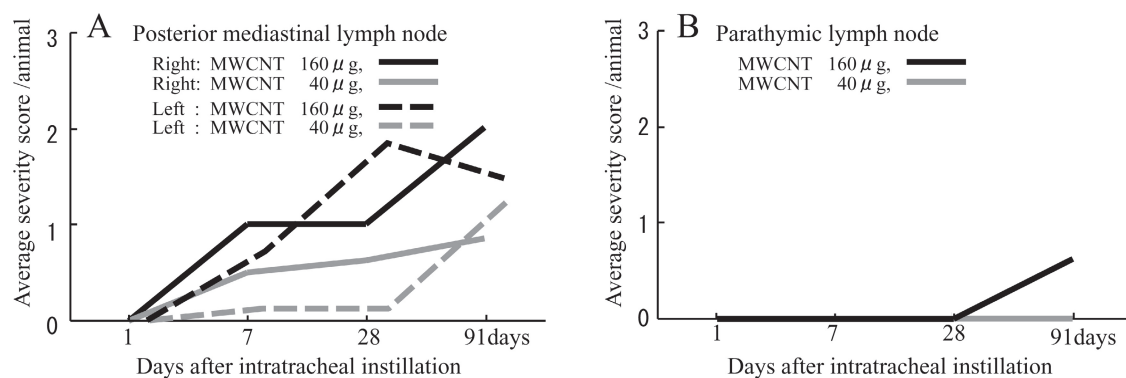 A Posterior mediastinal lymph node
Right: MWCNT 160 μ g,
Right: MWCNT 40 μ g,
Left : MWCNT 160 μ g,
Left : MWCNT 40 μ g,
Average severity score /animal
3
2
1
0
1 7 28 91days
Days after intratracheal instillation
B Parathymic lymph node
MWCNT 160 μ g,
MWCNT 40 μ g,
Average severity score /animal
3
2
1
0
1 7 28 91days
Days after intratracheal instillation